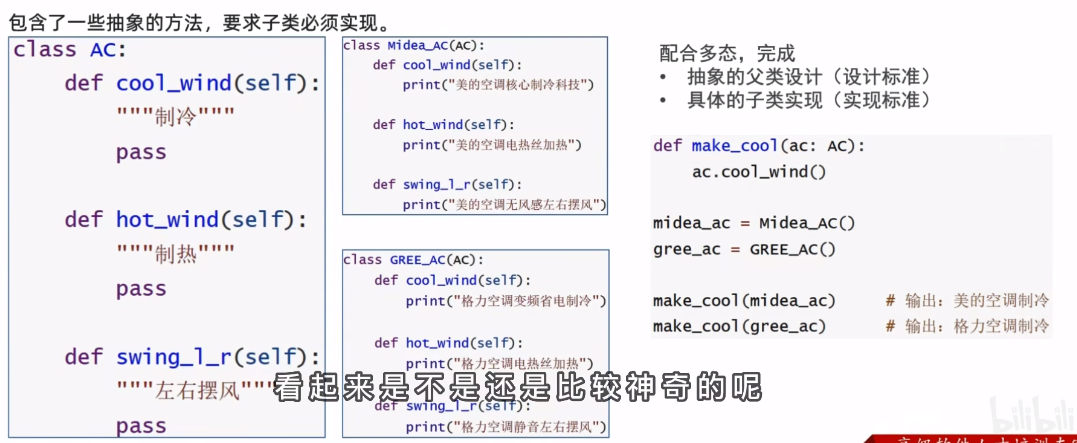 包含了一些抽象的方法，要求子类必须实现。
class AC:
    def cool_wind(self):
        """制冷"""
        pass
    def hot_wind(self):
        """制热"""
        pass
    def swing_l_r(self):
        """左右摆风"""
        pass
class Midea_AC(AC):
    def cool_wind(self):
        print("美的空调核心制冷科技")
    def hot_wind(self):
        print("美的空调电热丝加热")
    def swing_l_r(self):
        print("美的空调无风感左右摆风")
class GREE_AC(AC):
    def cool_wind(self):
        print("格力空调变频省电制冷")
    def hot_wind(self):
        print("格力空调电热丝加热")
    def swing_l_r(self):
        print("格力空调静音左右摆风")
配合多态，完成
• 抽象的父类设计（设计标准）
• 具体的子类实现（实现标准）
def make_cool(ac: AC):
    ac.cool_wind()
midea_ac = Midea_AC()
gree_ac = GREE_AC()
make_cool(midea_ac) # 输出：美的空调制冷
make_cool(gree_ac) # 输出：格力空调制冷
看起来是不是还是比较神奇的呢
bilibili